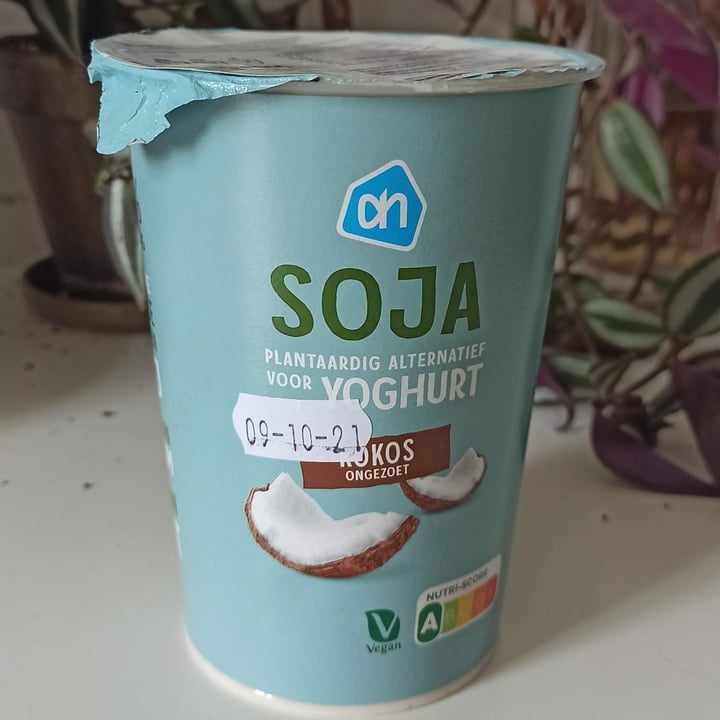 ah
SOJA
PLANTAARDIG ALTERNATIEF
VOOR YOGHURT
09-10-21
KOKOS
ONGEZOET
NUTRI-SCORE
A
V
Vegan